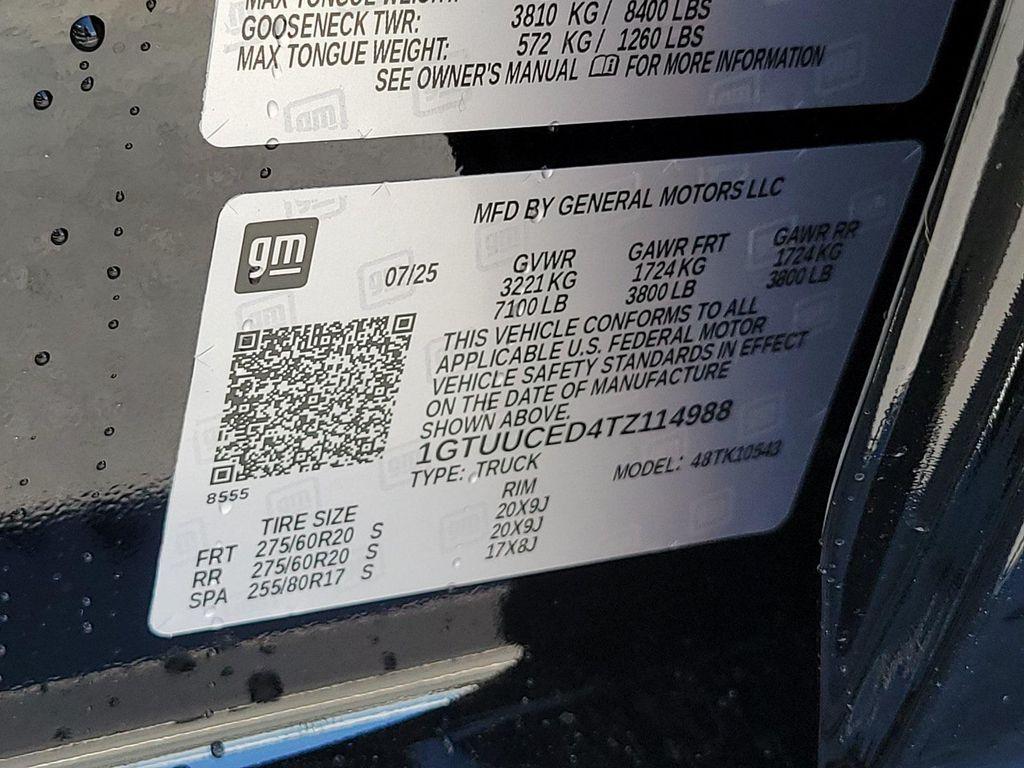 MAX TONGUE WEIGHT:
GOOSENECK TWR: 3810 KG / 8400 LBS
MAX TONGUE WEIGHT: 572 KG / 1260 LBS
SEE OWNER'S MANUAL FOR MORE INFORMATION
gm
MFD BY GENERAL MOTORS LLC
07/25 GVWR GAWR FRT GAWR RR
3221 KG 1724 KG 1724 KG
7100 LB 3800 LB 3800 LB
THIS VEHICLE CONFORMS TO ALL
APPLICABLE U.S. FEDERAL MOTOR
VEHICLE SAFETY STANDARDS IN EFFECT
ON THE DATE OF MANUFACTURE
SHOWN ABOVE.
1GTUUCED4TZ114988
TYPE: TRUCK MODEL: 48TK10543
8555
TIRE SIZE RIM
FRT 275/60R20 S 20X9J
RR 275/60R20 S 20X9J
SPA 255/80R17 S 17X8J